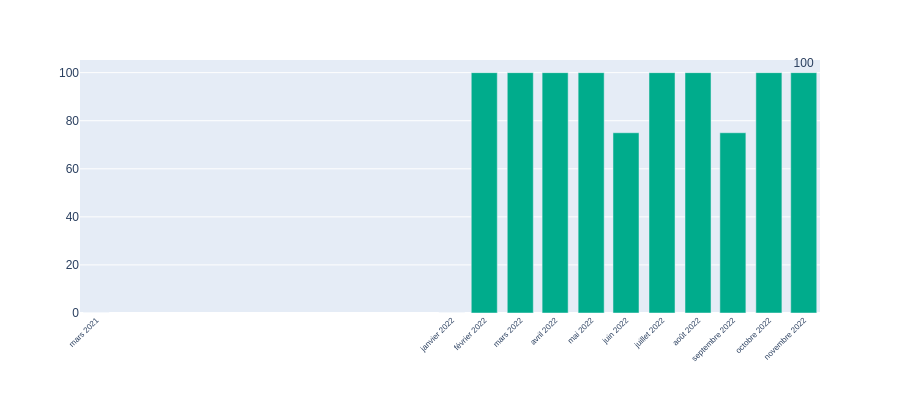 100
100
80
60
40
20
0
mars 2021
janvier 2022
février 2022
mars 2022
avril 2022
mai 2022
juin 2022
juillet 2022
août 2022
septembre 2022
octobre 2022
novembre 2022